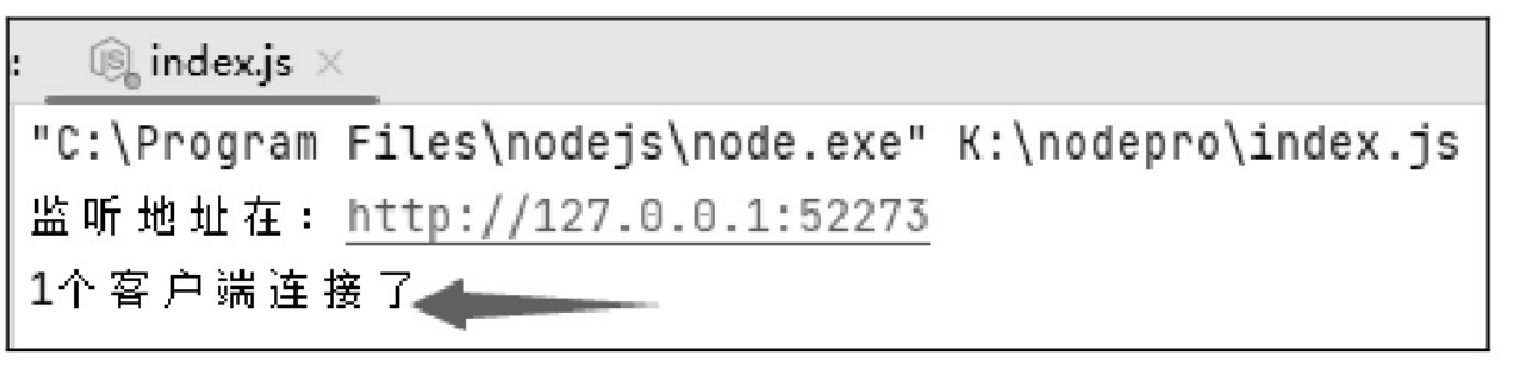 : JS index.js ×
"C:\Program Files\nodejs\node.exe" K:\nodepro\index.js
监听地址在：http://127.0.0.1:52273
1个客户端连接了